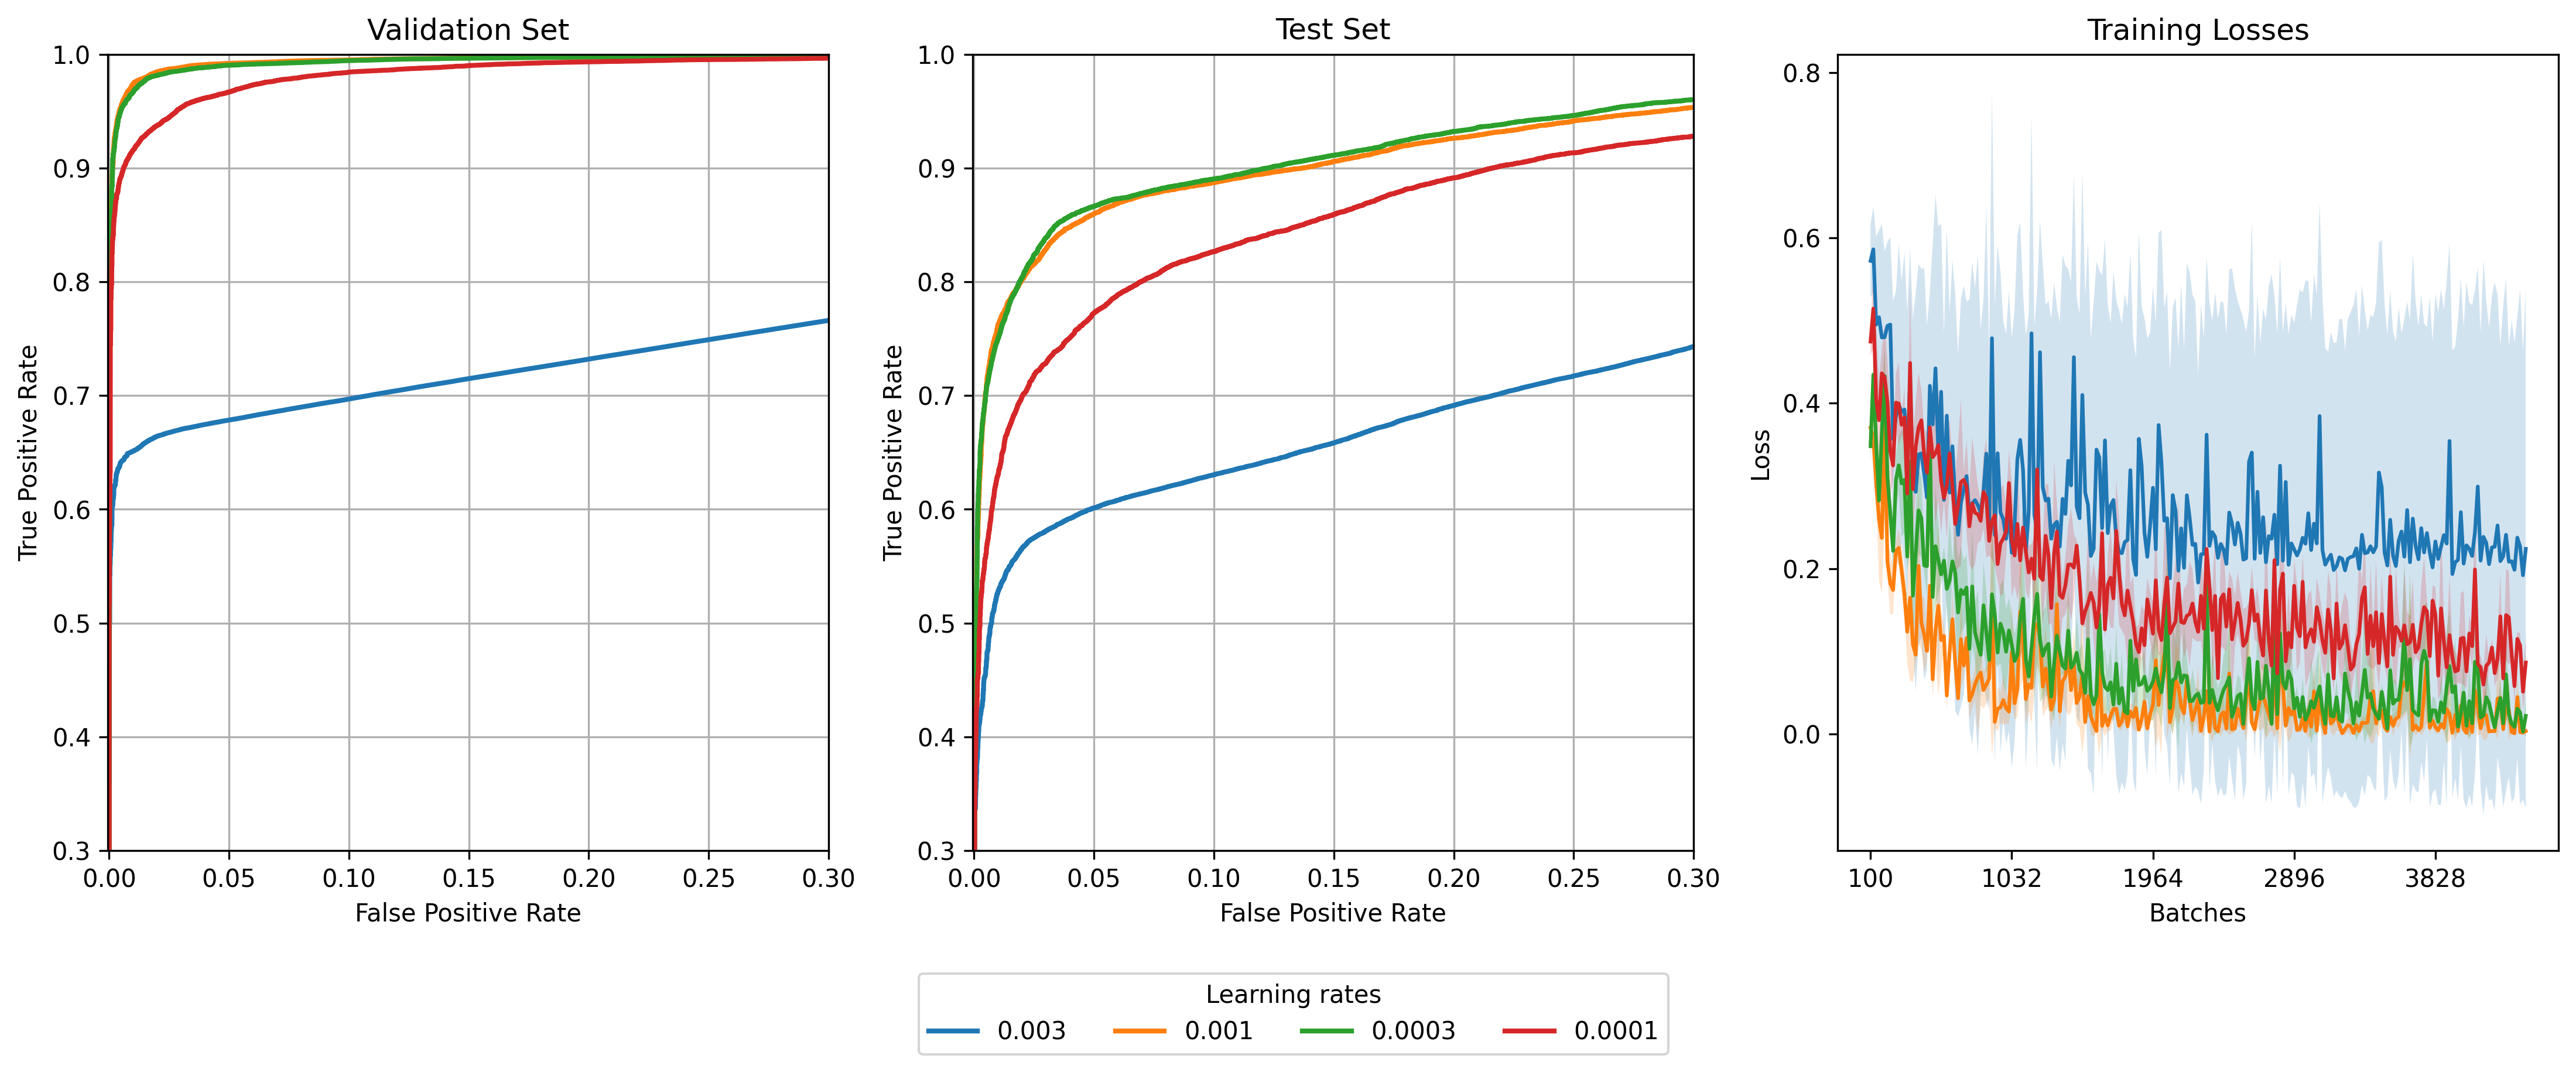 Validation Set
1.0
0.9
0.8
0.7
0.6
0.5
0.4
0.3
True Positive Rate
0.00 0.05 0.10 0.15 0.20 0.25 0.30
False Positive Rate
Test Set
1.0
0.9
0.8
0.7
0.6
0.5
0.4
0.3
True Positive Rate
0.00 0.05 0.10 0.15 0.20 0.25 0.30
False Positive Rate
Training Losses
0.8
0.6
0.4
0.2
0.0
Loss
100 1032 1964 2896 3828
Batches
Learning rates
0.003 0.001 0.0003 0.0001